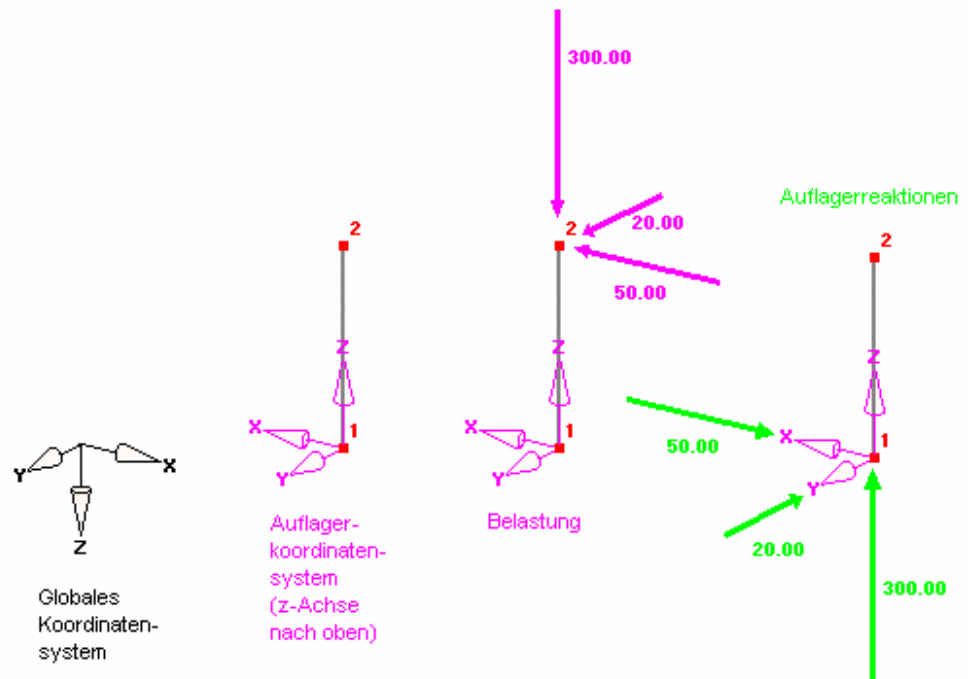 300.00
20.00
50.00
2
Z
X
Y
1
Belastung
2
Z
X
Y
1
Auflager-
koordinaten-
system
(z-Achse
nach oben)
Y
X
Z
Globales
Koordinaten-
system
Auflagerreaktionen
2
Z
X
Y
1
50.00
20.00
300.00